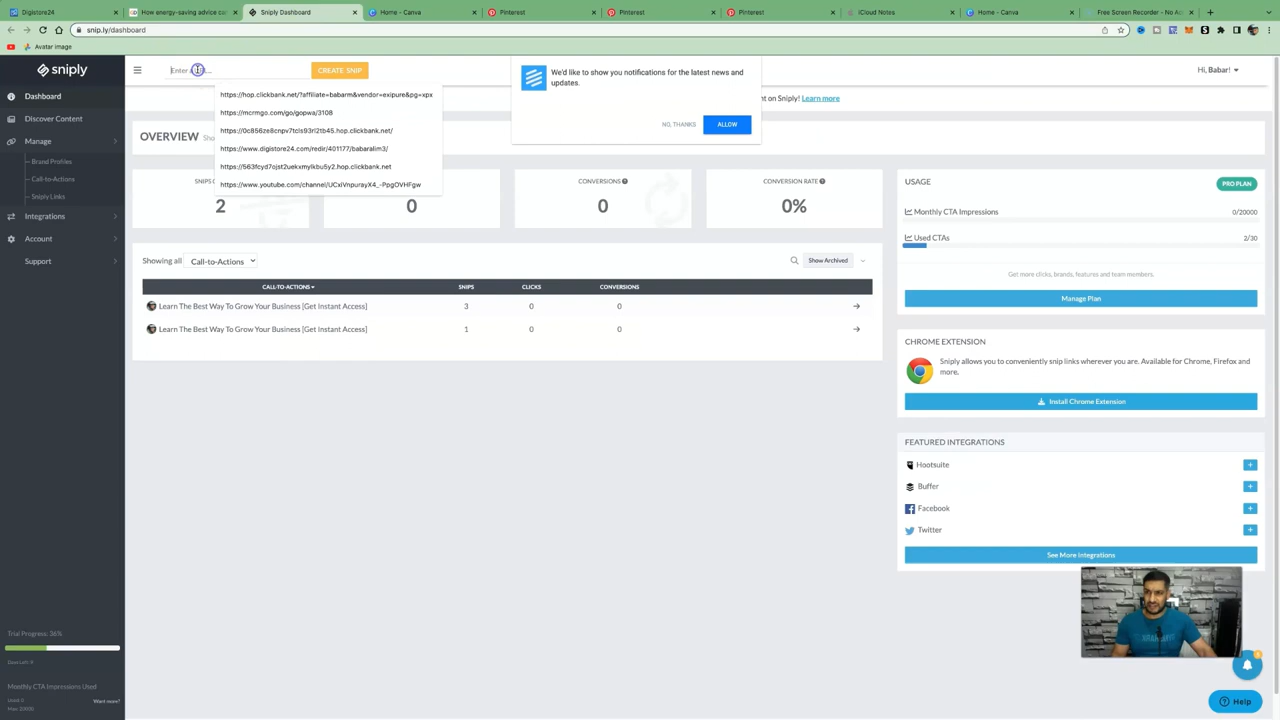 Digistore24
How energy-saving advice ca
Sniply Dashboard
Home - Canva
Pinterest
Pinterest
Pinterest
iCloud Notes
Home - Canva
Free Screen Recorder - No A
snip.ly/dashboard
Avatar image
sniply
Enter a
CREATE SNIP
We'd like to show you notifications for the latest news and
updates.
NO, THANKS
ALLOW
Hi, Babar!
nt on Sniply! Learn more
Dashboard
Discover Content
Manage
Brand Profiles
Call-to-Actions
Sniply Links
Integrations
Account
Support
https://hop.clickbank.net/?affiliate=babarm&vendor=exipure&pg=xpx
https://mcrmgo.com/go/gopwa/3108
https://0c856ze8cnpv7tcls93rl2tb45.hop.clickbank.net/
https://www.digistore24.com/redir/401177/babaralim3/
https://563fcyd7ojst2uekxmylkbu5y2.hop.clickbank.net
https://www.youtube.com/channel/UCxIVnpurayX4_-PpgOVHFgw
OVERVIEW
SNIPS
2
0
CONVERSIONS
0
CONVERSION RATE
0%
Showing all
Call-to-Actions
Show Archived
CALL-TO-ACTIONS
SNIPS
CLICKS
CONVERSIONS
Learn The Best Way To Grow Your Business [Get Instant Access]
3
0
0
Learn The Best Way To Grow Your Business [Get Instant Access]
1
0
0
USAGE
PRO PLAN
Monthly CTA Impressions
0/20000
Used CTAs
2/30
Get more clicks, brands, features and team members.
Manage Plan
CHROME EXTENSION
Sniply allows you to conveniently snip links wherever you are. Available for Chrome, Firefox and
more.
Install Chrome Extension
FEATURED INTEGRATIONS
Hootsuite
Buffer
Facebook
Twitter
See More Integrations
Trial Progress: 36%
Days Left: 9
Monthly CTA Impressions Used
Used: 0
Max: 20000
Want more?
Help